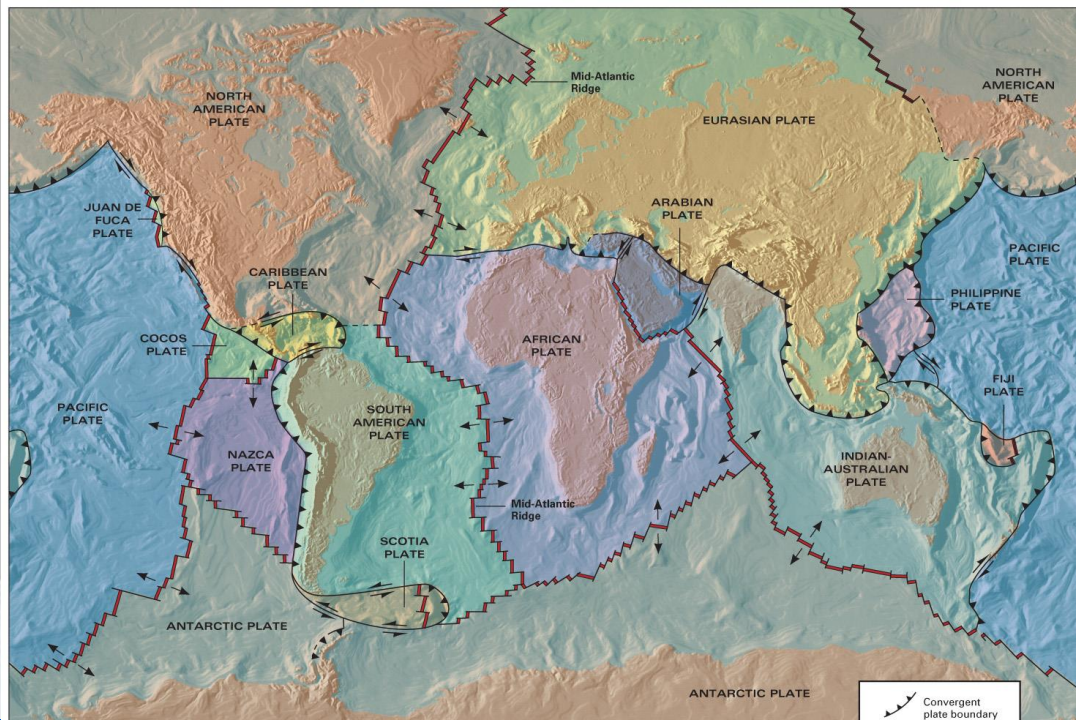 Mid-Atlantic
Ridge
NORTH
AMERICAN
PLATE
NORTH
AMERICAN
PLATE
EURASIAN PLATE
JUAN DE
FUCA
PLATE
ARABIAN
PLATE
PACIFIC
PLATE
CARIBBEAN
PLATE
PHILIPPINE
PLATE
COCOS
PLATE
AFRICAN
PLATE
FIJI
PLATE
PACIFIC
PLATE
SOUTH
AMERICAN
PLATE
NAZCA
PLATE
INDIAN-
AUSTRALIAN
PLATE
Mid-Atlantic
Ridge
SCOTIA
PLATE
ANTARCTIC PLATE
ANTARCTIC PLATE
Convergent
plate boundary